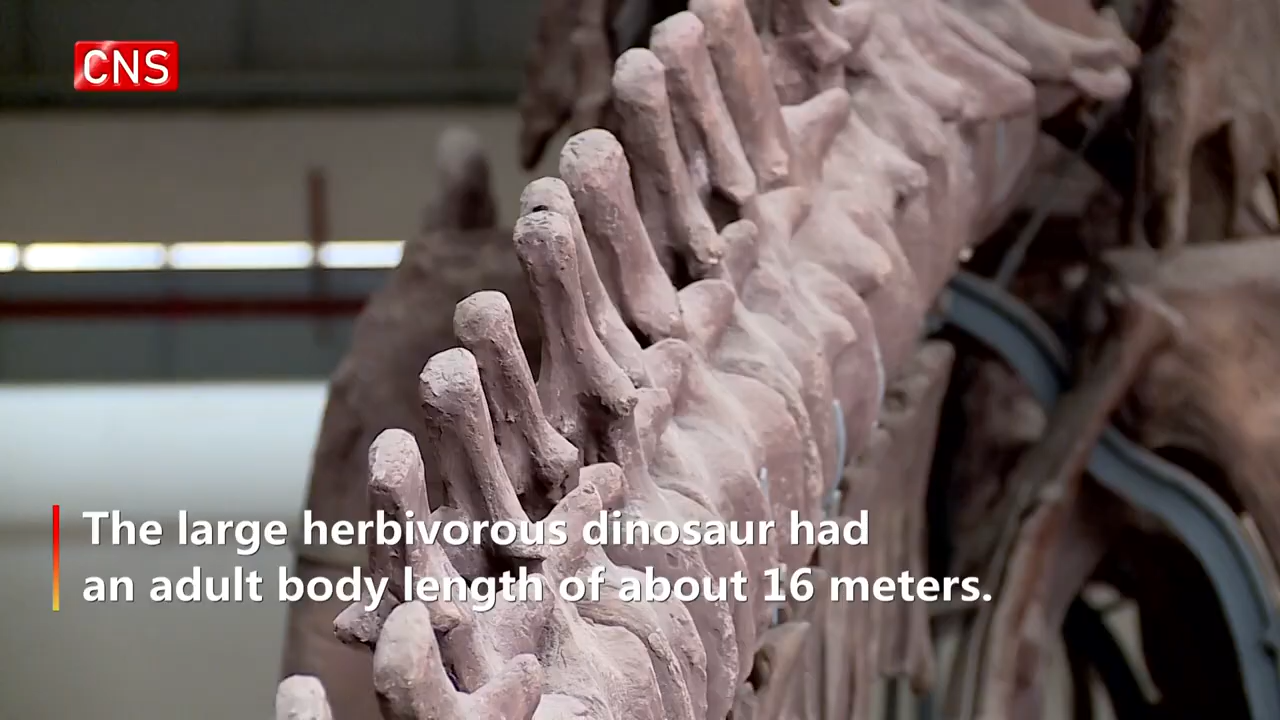 CNS
The large herbivorous dinosaur had
an adult body length of about 16 meters.